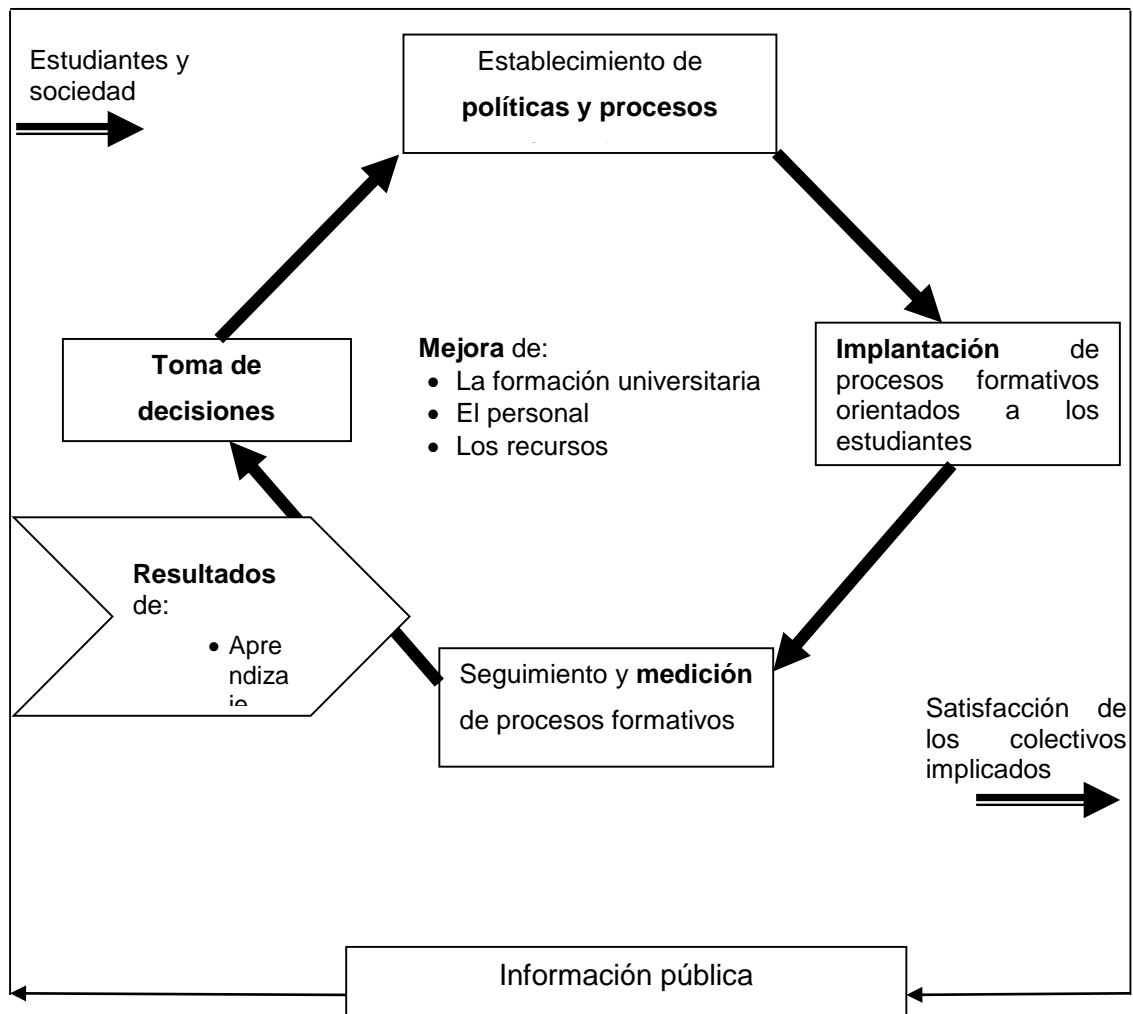 Estudiantes y
sociedad
Establecimiento de
políticas y procesos
Toma de
decisiones
Mejora de:
• La formación universitaria
• El personal
• Los recursos
Implantación de
procesos formativos
orientados a los
estudiantes
Resultados
de:
• Apre
ndiza
je
Seguimiento y medición
de procesos formativos
Satisfacción de
los colectivos
implicados
Información pública